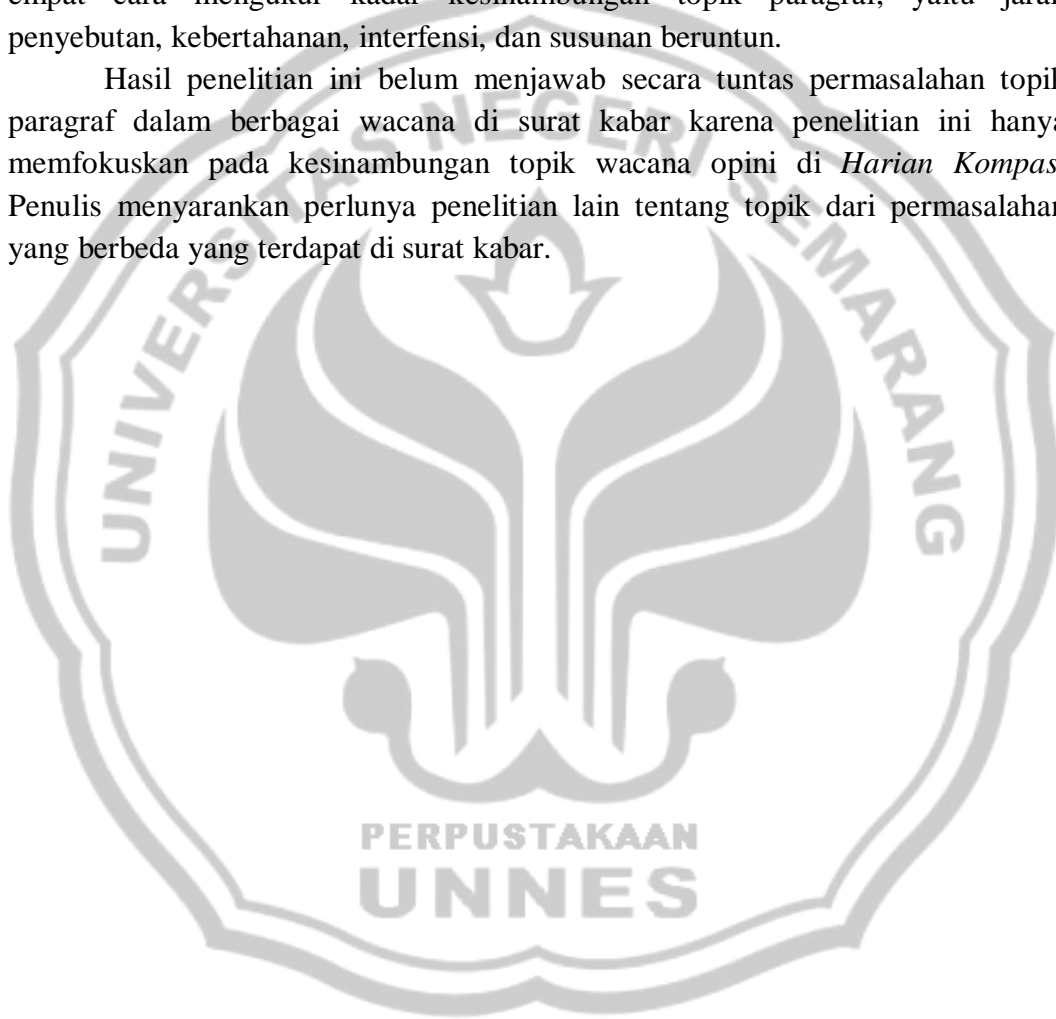 empat cara mengukur kadar kesinambungan topik paragraf, yaitu jarak
penyebutan, kebertahanan, interfensi, dan susunan beruntun.
Hasil penelitian ini belum menjawab secara tuntas permasalahan topik
paragraf dalam berbagai wacana di surat kabar karena penelitian ini hanya
memfokuskan pada kesinambungan topik wacana opini di Harian Kompas
Penulis menyarankan perlunya penelitian lain tentang topik dari permasalahan
yang berbeda yang terdapat di surat kabar.
UNIVERSITAS NEGERI SEMARANG
PERPUSTAKAAN
UNNES